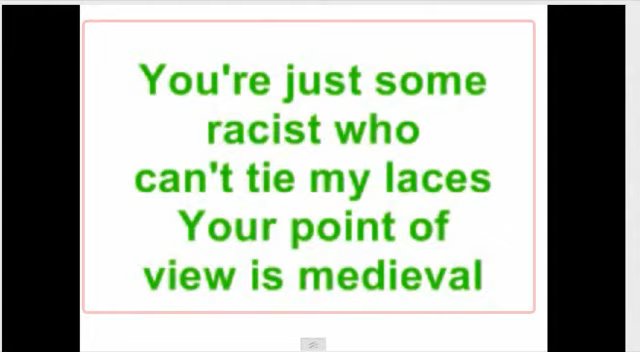 You're just some
racist who
can't tie my laces
Your point of
view is medieval